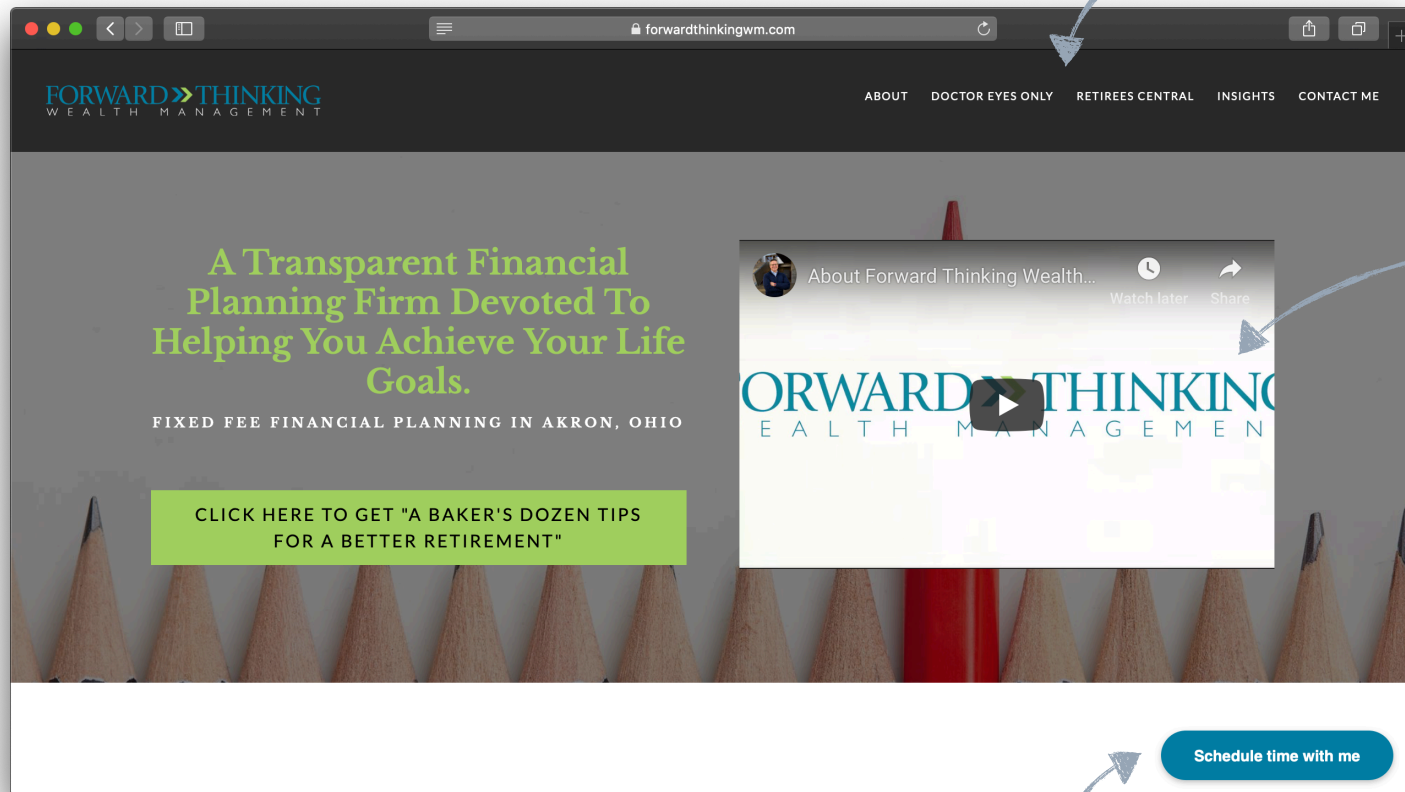 forwardthinkingwm.com
FORWARD THINKING
WEALTH MANAGEMENT
ABOUT DOCTOR EYES ONLY RETIREES CENTRAL INSIGHTS CONTACT ME
A Transparent Financial
Planning Firm Devoted To
Helping You Achieve Your Life
Goals.
FIXED FEE FINANCIAL PLANNING IN AKRON, OHIO
CLICK HERE TO GET "A BAKER'S DOZEN TIPS
FOR A BETTER RETIREMENT"
About Forward Thinking Wealth...
Watch later Share
ORWARD THINKING
EALTH MANAGEMEN
Schedule time with me